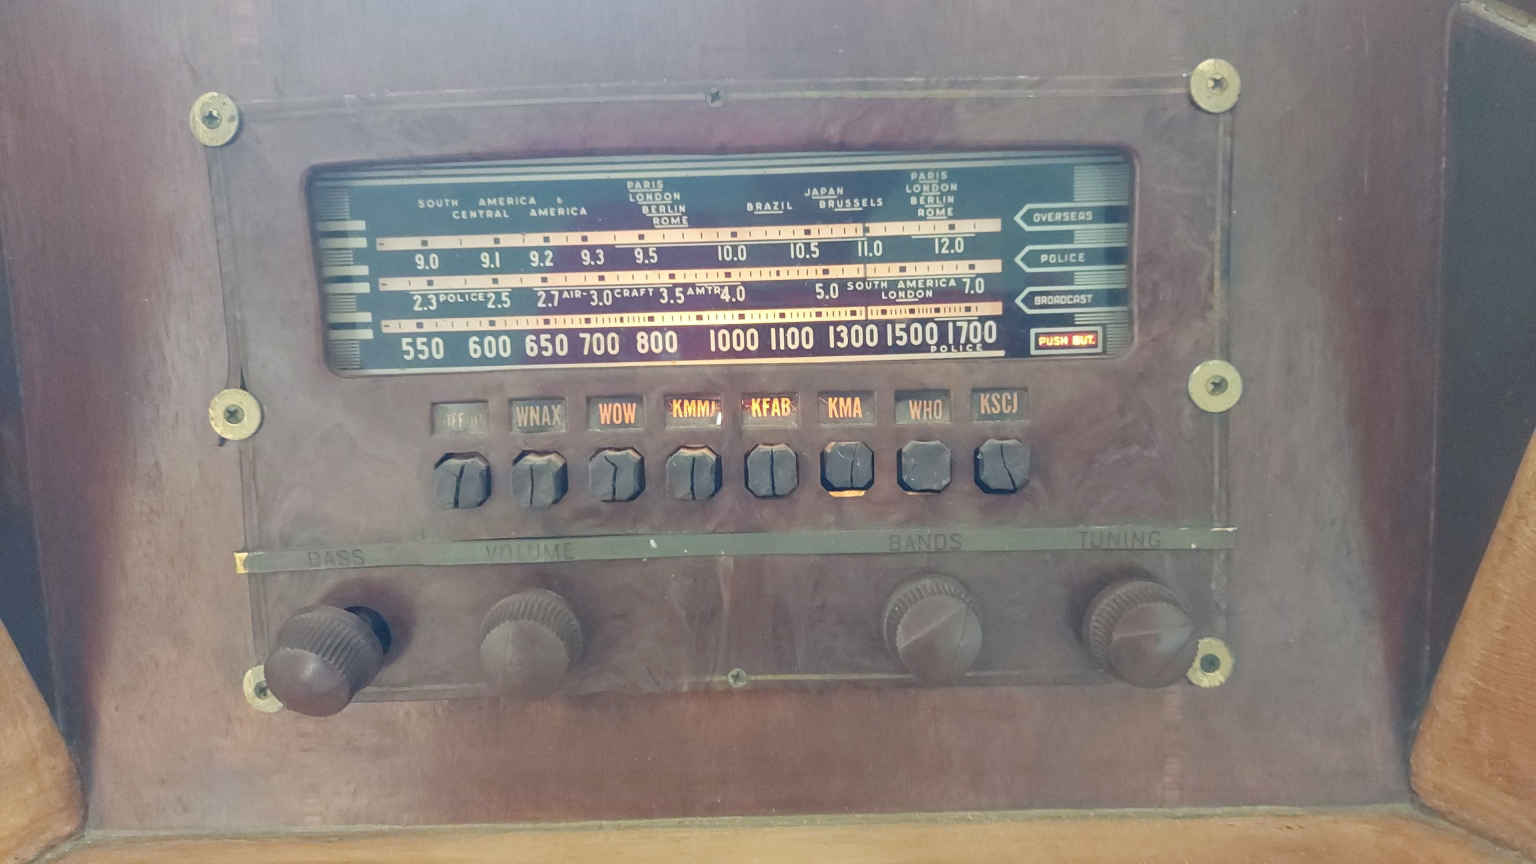 SOUTH AMERICA &
CENTRAL AMERICA
PARIS
LONDON
BERLIN
ROME
BRAZIL
JAPAN
BRUSSELS
PARIS
LONDON
BERLIN
ROME
OVERSEAS
9.0 9.1 9.2 9.3 9.5 10.0 10.5 11.0 12.0
POLICE
2.3 POLICE 2.5 2.7 AIR- 3.0 CRAFT 3.5 AMTR 4.0 5.0 SOUTH AMERICA 7.0
LONDON
BROADCAST
550 600 650 700 800 1000 1100 1300 1500 1700
POLICE
PUSH BUT.
WNAX WOW KMMJ KFAB KMA WHO KSCJ
BASS VOLUME BANDS TUNING